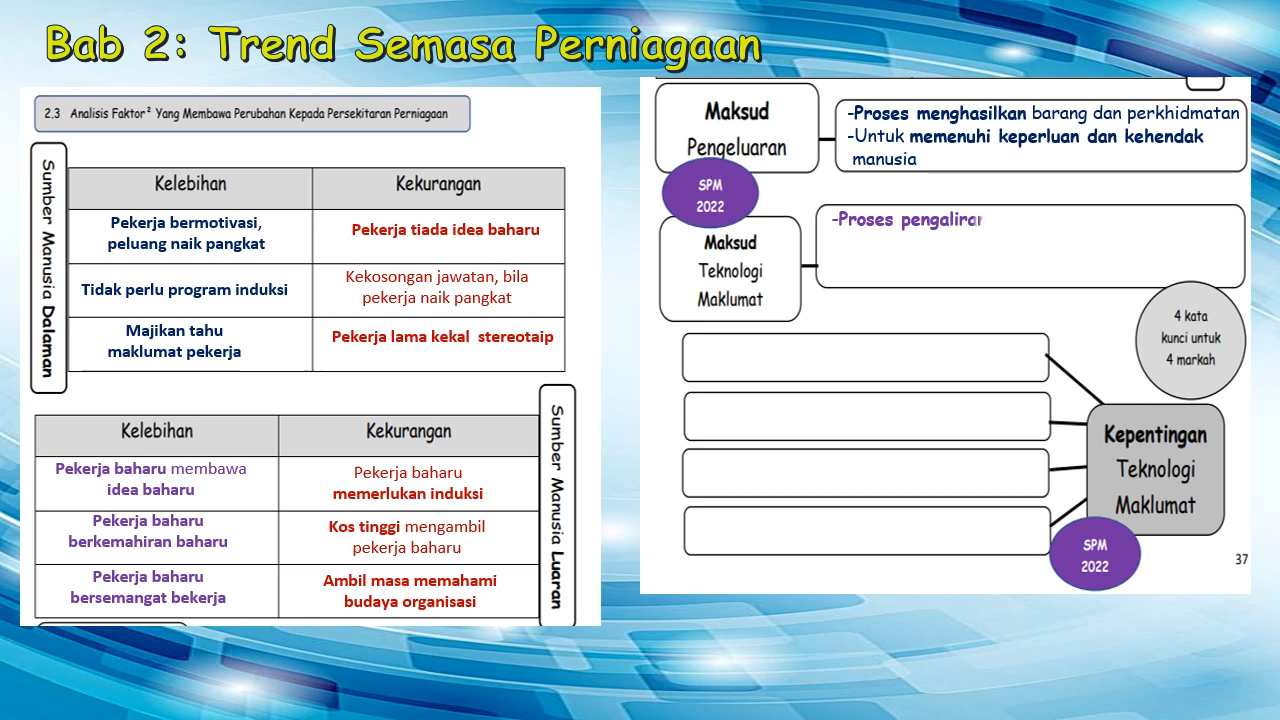 Bab 2: Trend Semasa Perniagaan
2.3 Analisis Faktor² Yang Membawa Perubahan Kepada Persekitaran Perniagaan
Sumber Manusia Dalaman
Kelebihan
Kekurangan
Pekerja bermotivasi,
peluang naik pangkat
Pekerja tiada idea baharu
Tidak perlu program induksi
Kekosongan jawatan, bila
pekerja naik pangkat
Majikan tahu
maklumat pekerja
Pekerja lama kekal stereotaip
Sumber Manusia Luaran
Kelebihan
Kekurangan
Pekerja baharu membawa
idea baharu
Pekerja baharu
memerlukan induksi
Pekerja baharu
berkemahiran baharu
Kos tinggi mengambil
pekerja baharu
Pekerja baharu
bersemangat bekerja
Ambil masa memahami
budaya organisasi
Maksud
Pengeluaran
-Proses menghasilkan barang dan perkhidmatan
-Untuk memenuhi keperluan dan kehendak
manusia
SPM
2022
Maksud
Teknologi
Maklumat
-Proses
4 kata
kunci untuk
4 markah
Kepentingan
Teknologi
Maklumat
SPM
2022
37